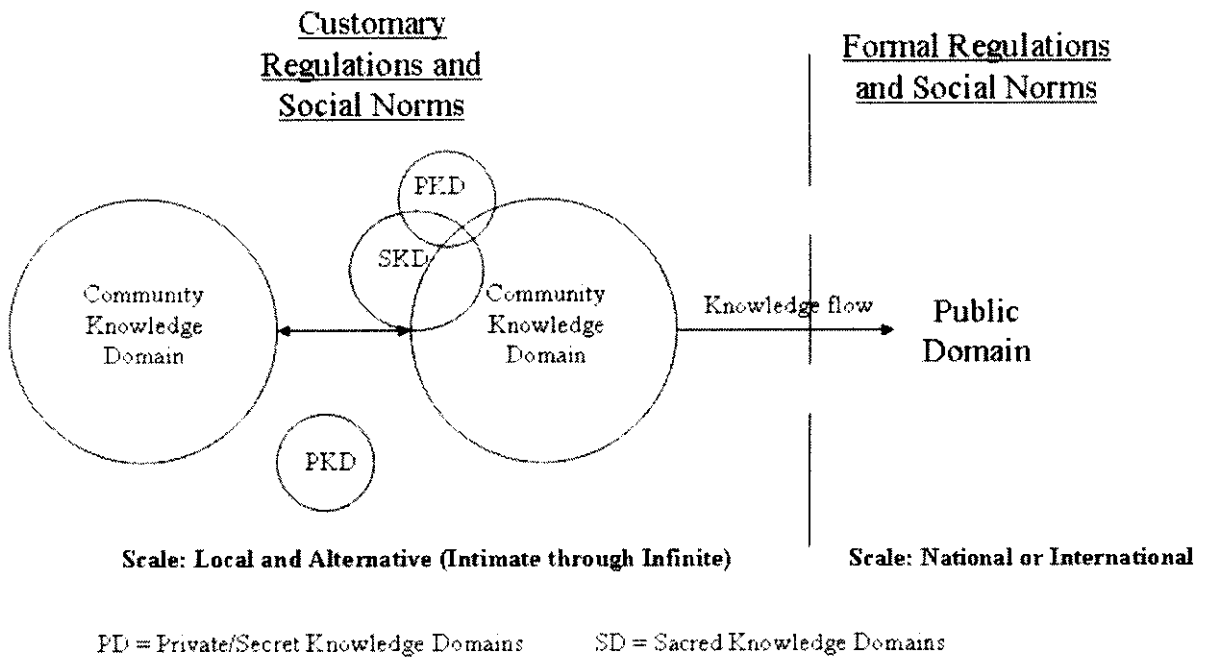 Customary
Regulations and
Social Norms
Formal Regulations
and Social Norms
PKD
SKD
Community
Knowledge
Domain
Community
Knowledge
Domain
Knowledge flow
Public
Domain
PKD
Scale: Local and Alternative (Intimate through Infinite)
Scale: National or International
PD = Private/Secret Knowledge Domains
SD = Sacred Knowledge Domains